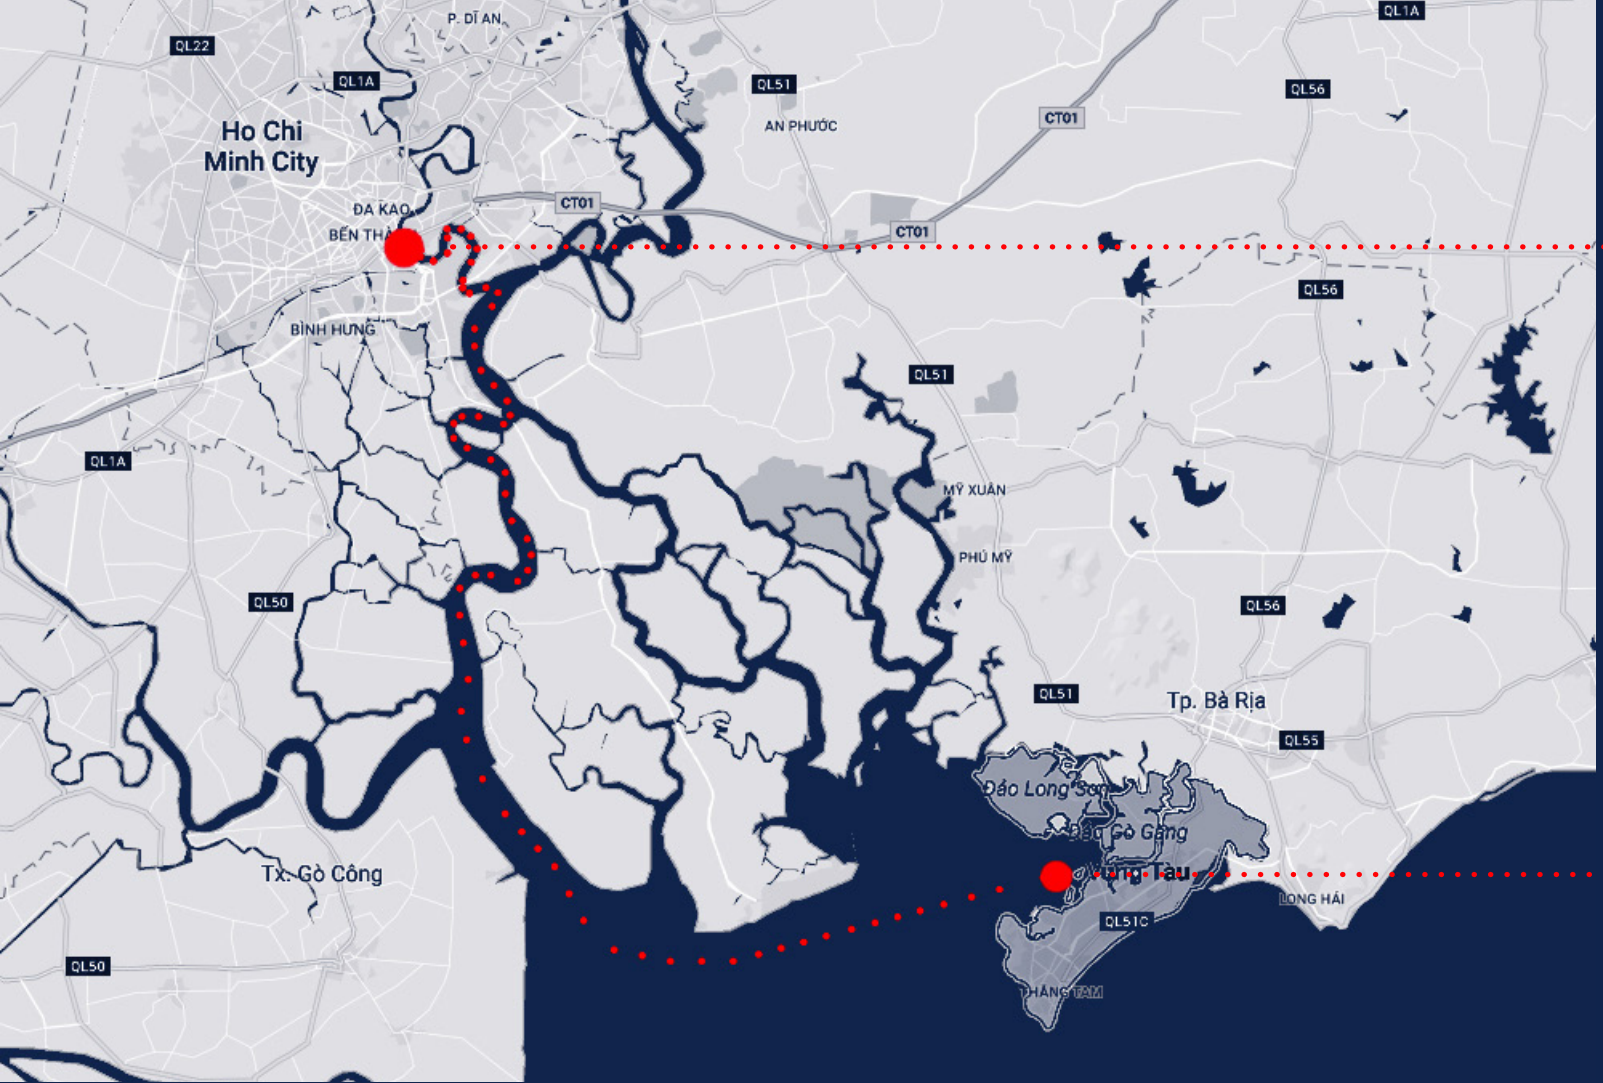 P. DĨ AN
QL1A
QL22
QL1A
QL51
QL56
CT01
AN PHƯỚC
Ho Chi
Minh City
ĐA KAO
CT01
BẾN THÀ
CT01
QL56
BÌNH HƯNG
QL51
QL1A
MỸ XUÂN
PHÚ MỸ
QL50
QL56
QL51
Tp. Bà Rịa
QL55
Đảo Long Sơn
Đảo Gò Găng
Tx. Gò Công
Vũng Tàu
LONG HẢI
QL51C
QL50
THẮNG TAM